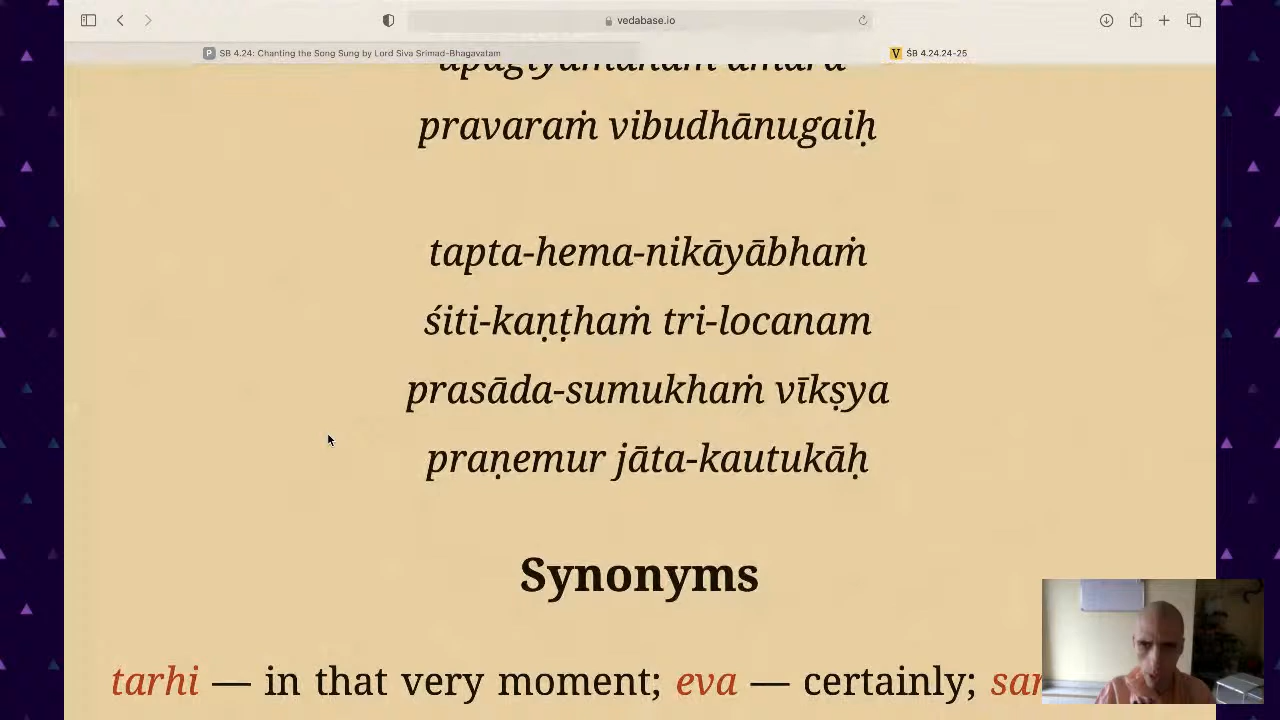 vedabase.io
SB 4.24: Chanting the Song Sung by Lord Siva Srimad-Bhagavatam
ŚB 4.24.24-25
pravaraṁ vibudhānugaiḥ
tapta-hema-nikāyābhaṁ
śiti-kaṇṭhaṁ tri-locanam
prasāda-sumukhaṁ vīkṣya
praṇemur jāta-kautukāḥ
Synonyms
tarhi — in that very moment; eva — certainly;